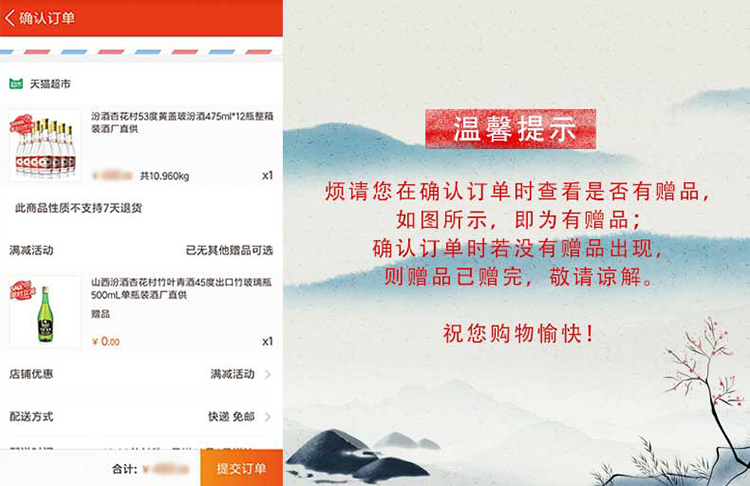 确认订单
天猫超市
汾酒杏花村53度黄盖玻汾酒475ml*12瓶整箱
装酒厂直供
¥
共10.960kg
x1
此商品性质不支持7天退货
满减活动
已无其他赠品可选
山西汾酒杏花村竹叶青酒45度出口竹玻璃瓶
500mL单瓶装酒厂直供
赠品
¥ 0.00
x1
店铺优惠
满减活动
配送方式
快递 免邮
合计：¥
提交订单
温馨提示
烦请您在确认订单时查看是否有赠品，
如图所示，即为有赠品；
确认订单时若没有赠品出现，
则赠品已赠完，敬请谅解。
祝您购物愉快！